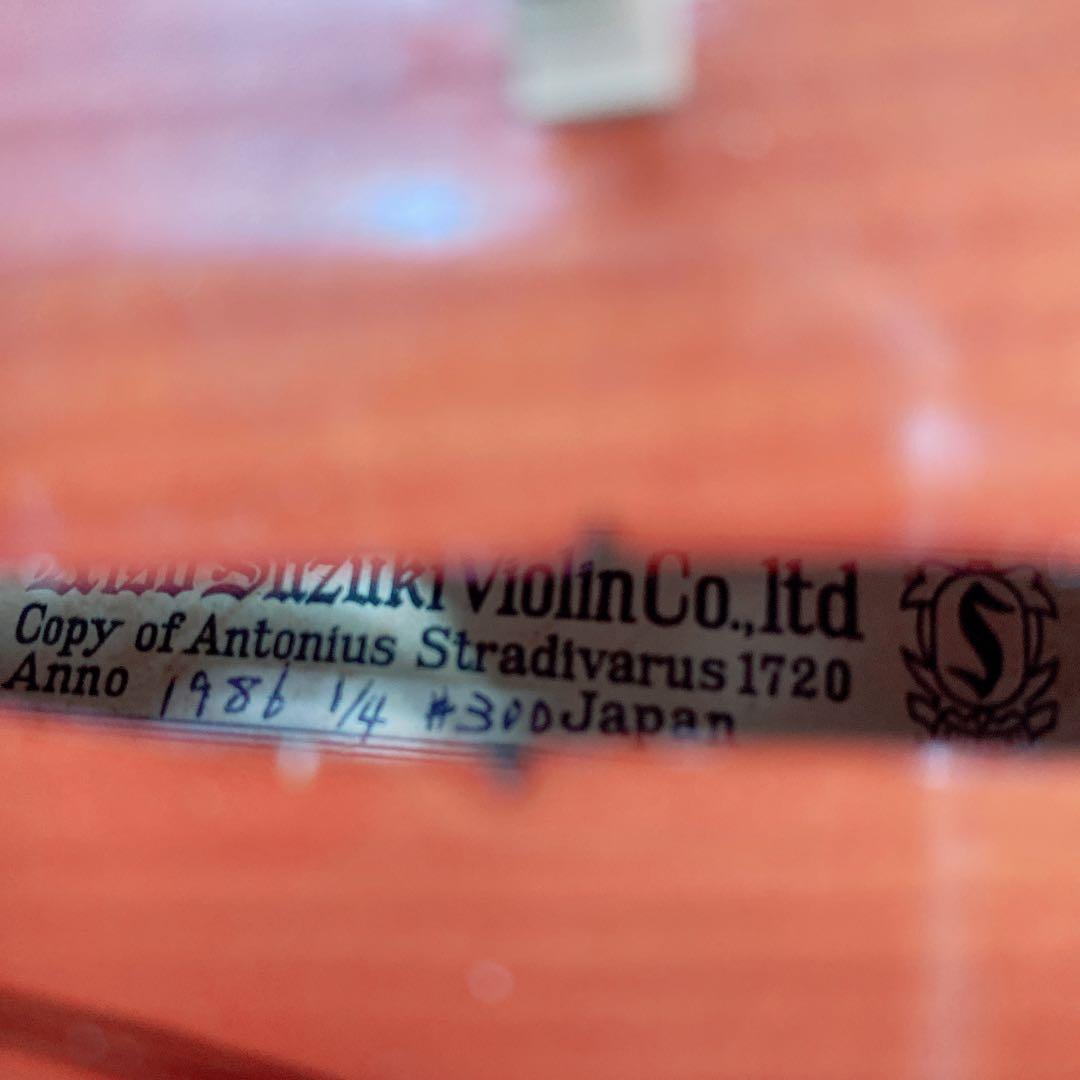 Suzuki Violin Co.,ltd
Copy of Antonius Stradivarus 1720
Anno 1986 1/4 #300 Japan
S